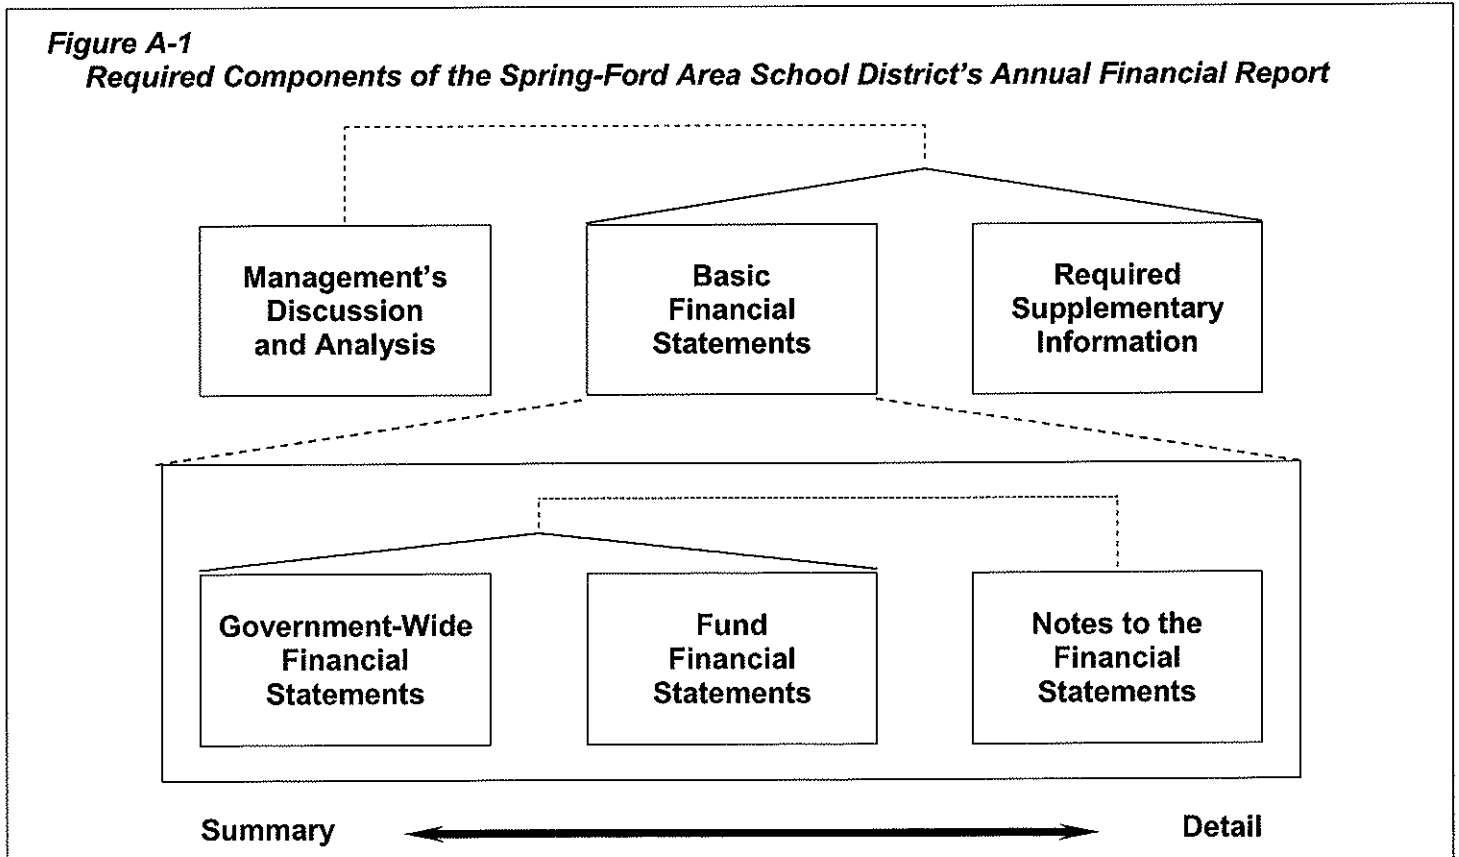 Figure A-1
Required Components of the Spring-Ford Area School District's Annual Financial Report
Management's
Discussion
and Analysis
Basic
Financial
Statements
Required
Supplementary
Information
Government-Wide
Financial
Statements
Fund
Financial
Statements
Notes to the
Financial
Statements
Summary
Detail